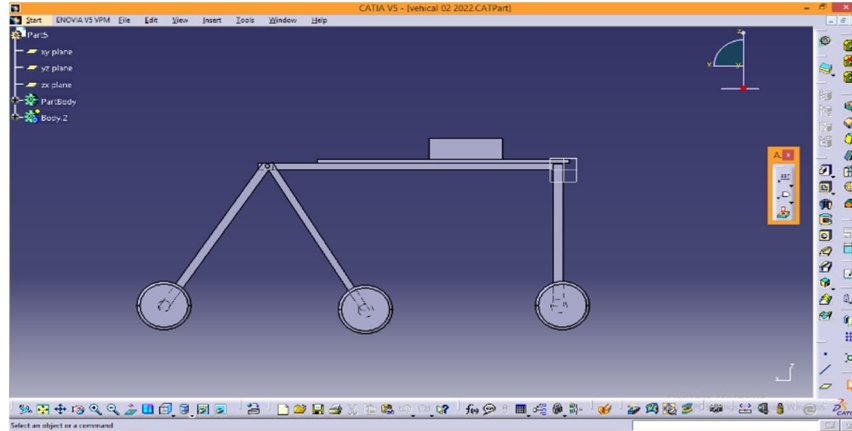 CATIA V5 - [vehical 02 2022.CATPart]
Start ENOVIA V5 VPM File Edit View Insert Tools Window Help
Part5
xy plane
yz plane
zx plane
PartBody
Body.2
z
x y
A...
z
Select an object or a command